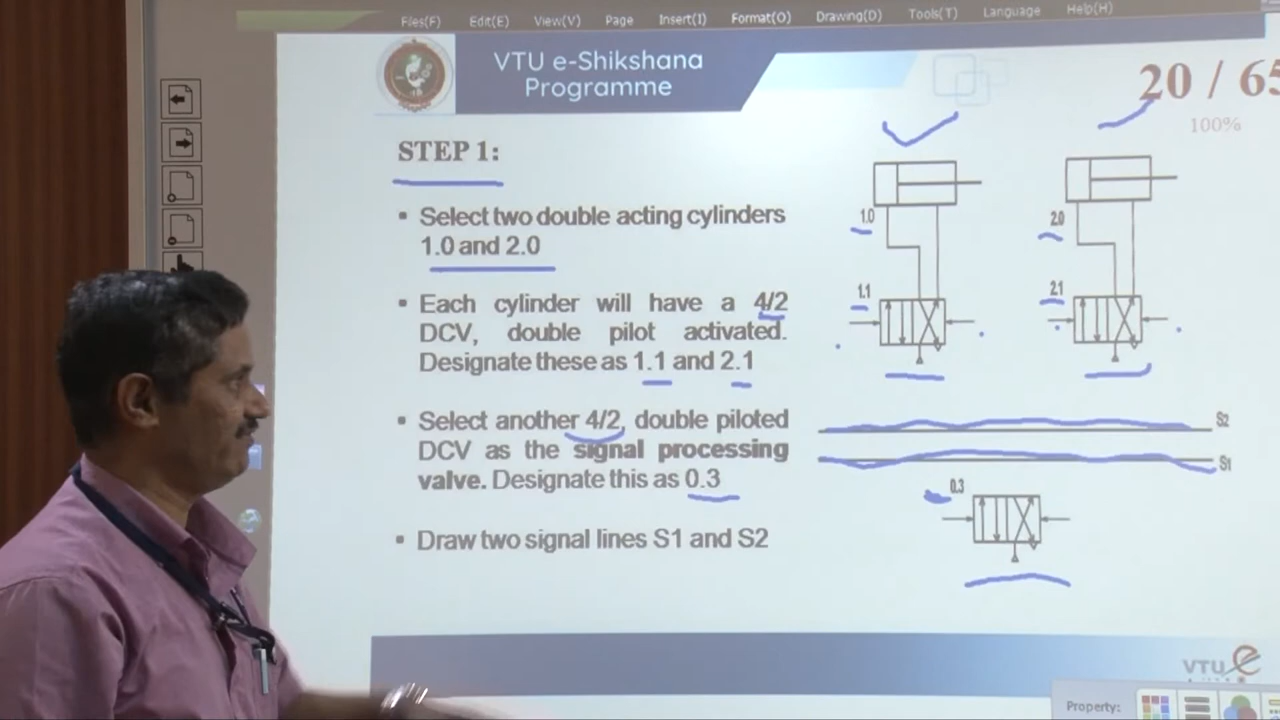 Files(F) Edit(E) View(V) Page Insert(I) Format(O) Drawing(D) Tools(T) Language Help(H)
VTU e-Shikshana
Programme
20 / 65
100%
STEP 1:
▪ Select two double acting cylinders
1.0 and 2.0
▪ Each cylinder will have a 4/2
DCV, double pilot activated.
Designate these as 1.1 and 2.1
▪ Select another 4/2, double piloted
DCV as the signal processing
valve. Designate this as 0.3
▪ Draw two signal lines S1 and S2
1.0
2.0
1.1
2.1
S2
S1
0.3
VTU e
Property: